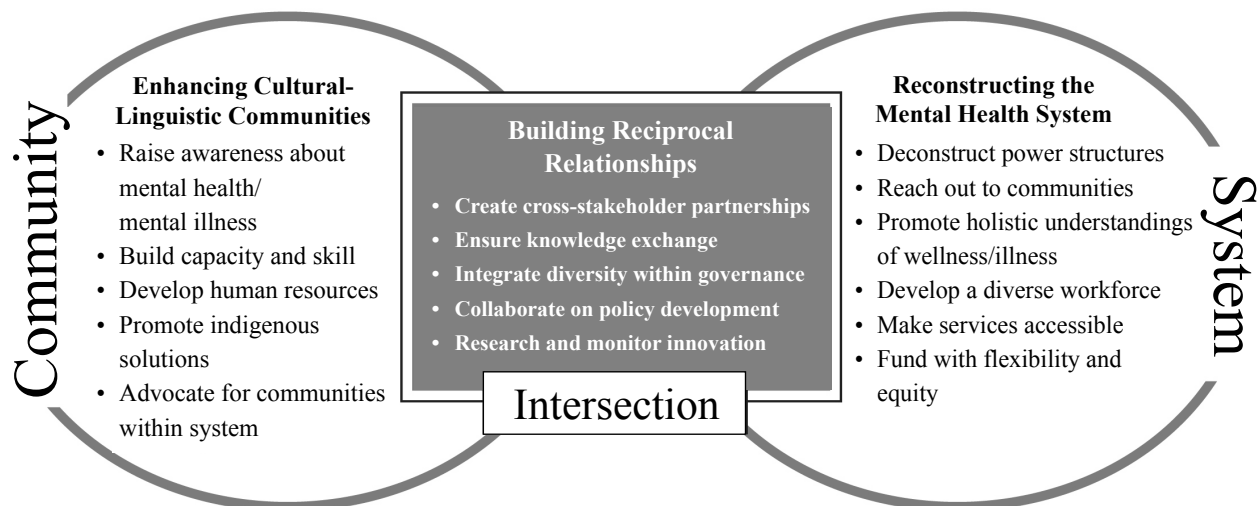 Community
Enhancing Cultural-
Linguistic Communities
• Raise awareness about
mental health/
mental illness
• Build capacity and skill
• Develop human resources
• Promote indigenous
solutions
• Advocate for communities
within system
Building Reciprocal
Relationships
• Create cross-stakeholder partnerships
• Ensure knowledge exchange
• Integrate diversity within governance
• Collaborate on policy development
• Research and monitor innovation
Intersection
Reconstructing the
Mental Health System
• Deconstruct power structures
• Reach out to communities
• Promote holistic understandings
of wellness/illness
• Develop a diverse workforce
• Make services accessible
• Fund with flexibility and
equity
System